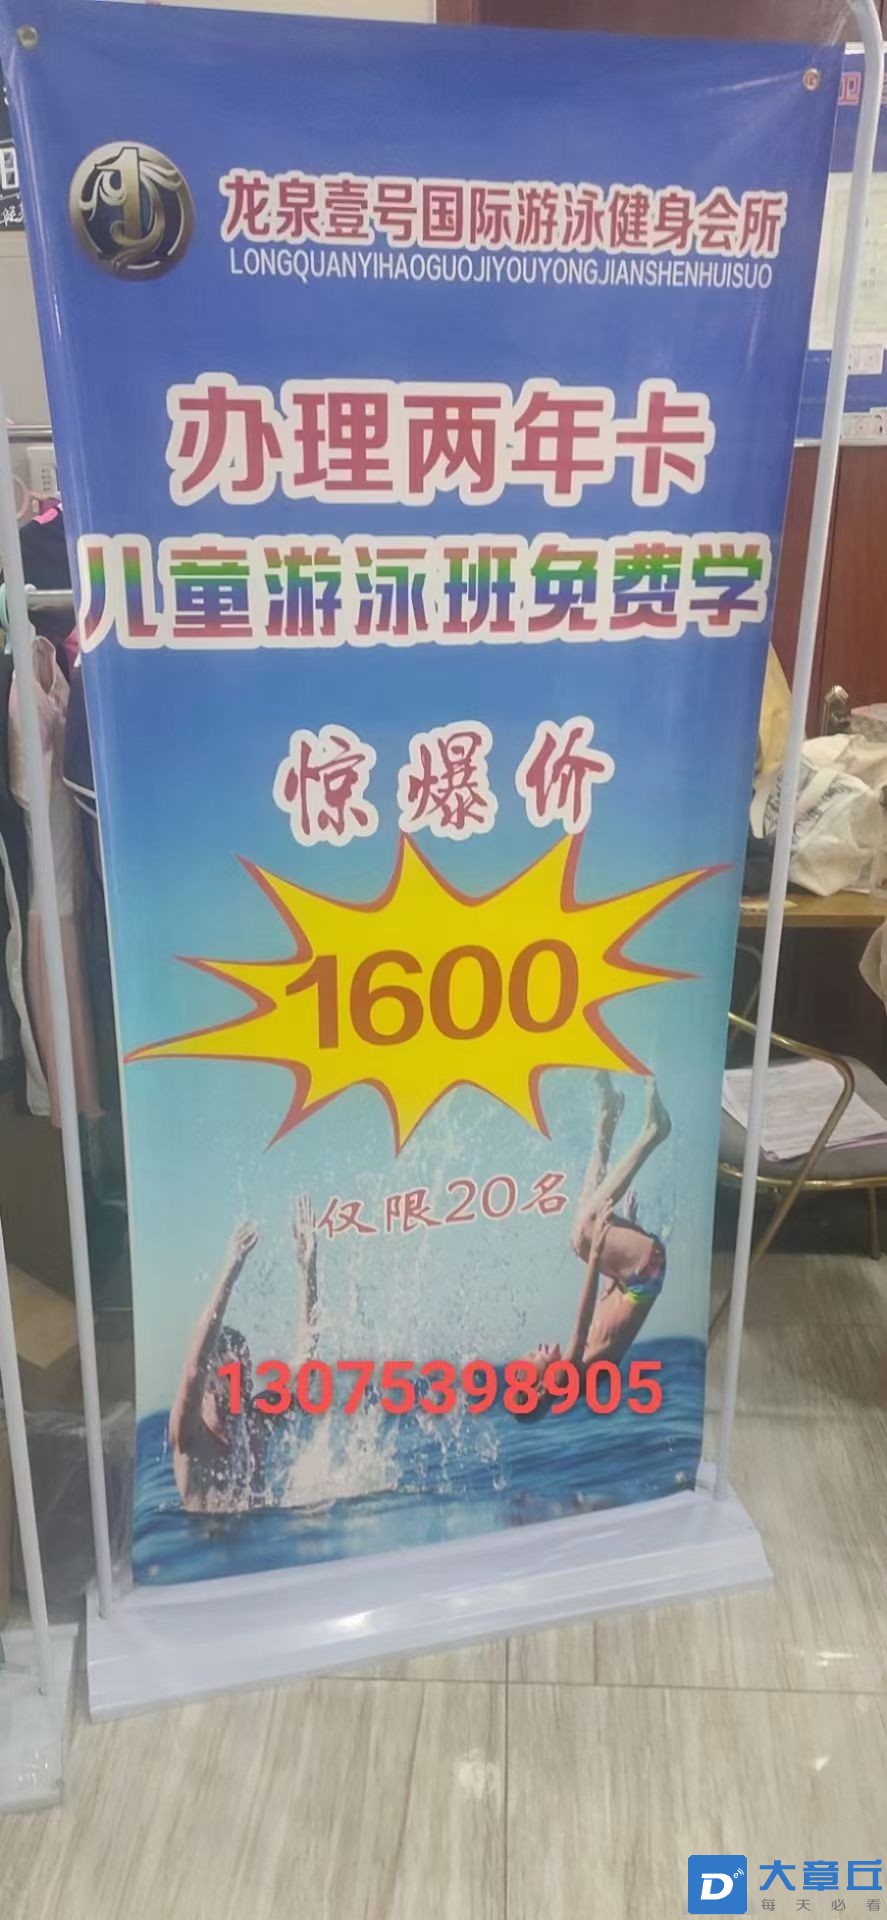 龙泉壹号国际游泳健身会所
LONGQUANYIHAOGUOJIYOUYONGJIANSHENHUISUO
办理两年卡
儿童游泳班免费学
惊爆价
1600
仅限20名
13075398905
大章丘
每天必看